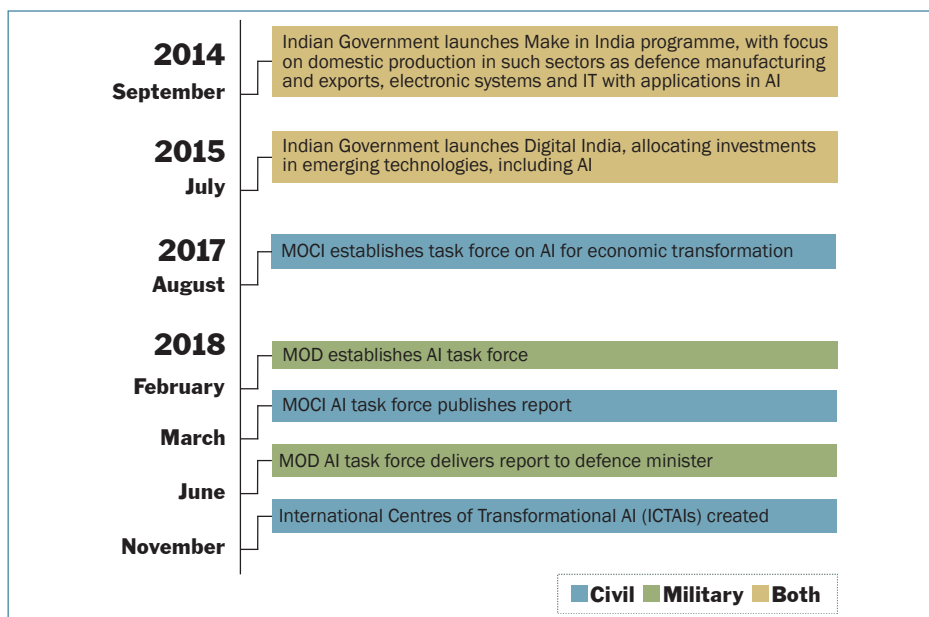 2014
September
Indian Government launches Make in India programme, with focus
on domestic production in such sectors as defence manufacturing
and exports, electronic systems and IT with applications in AI
2015
July
Indian Government launches Digital India, allocating investments
in emerging technologies, including AI
2017
August
MOCI establishes task force on AI for economic transformation
2018
February
MOD establishes AI task force
March
MOCI AI task force publishes report
June
MOD AI task force delivers report to defence minister
November
International Centres of Transformational AI (ICTAIs) created
Civil Military Both